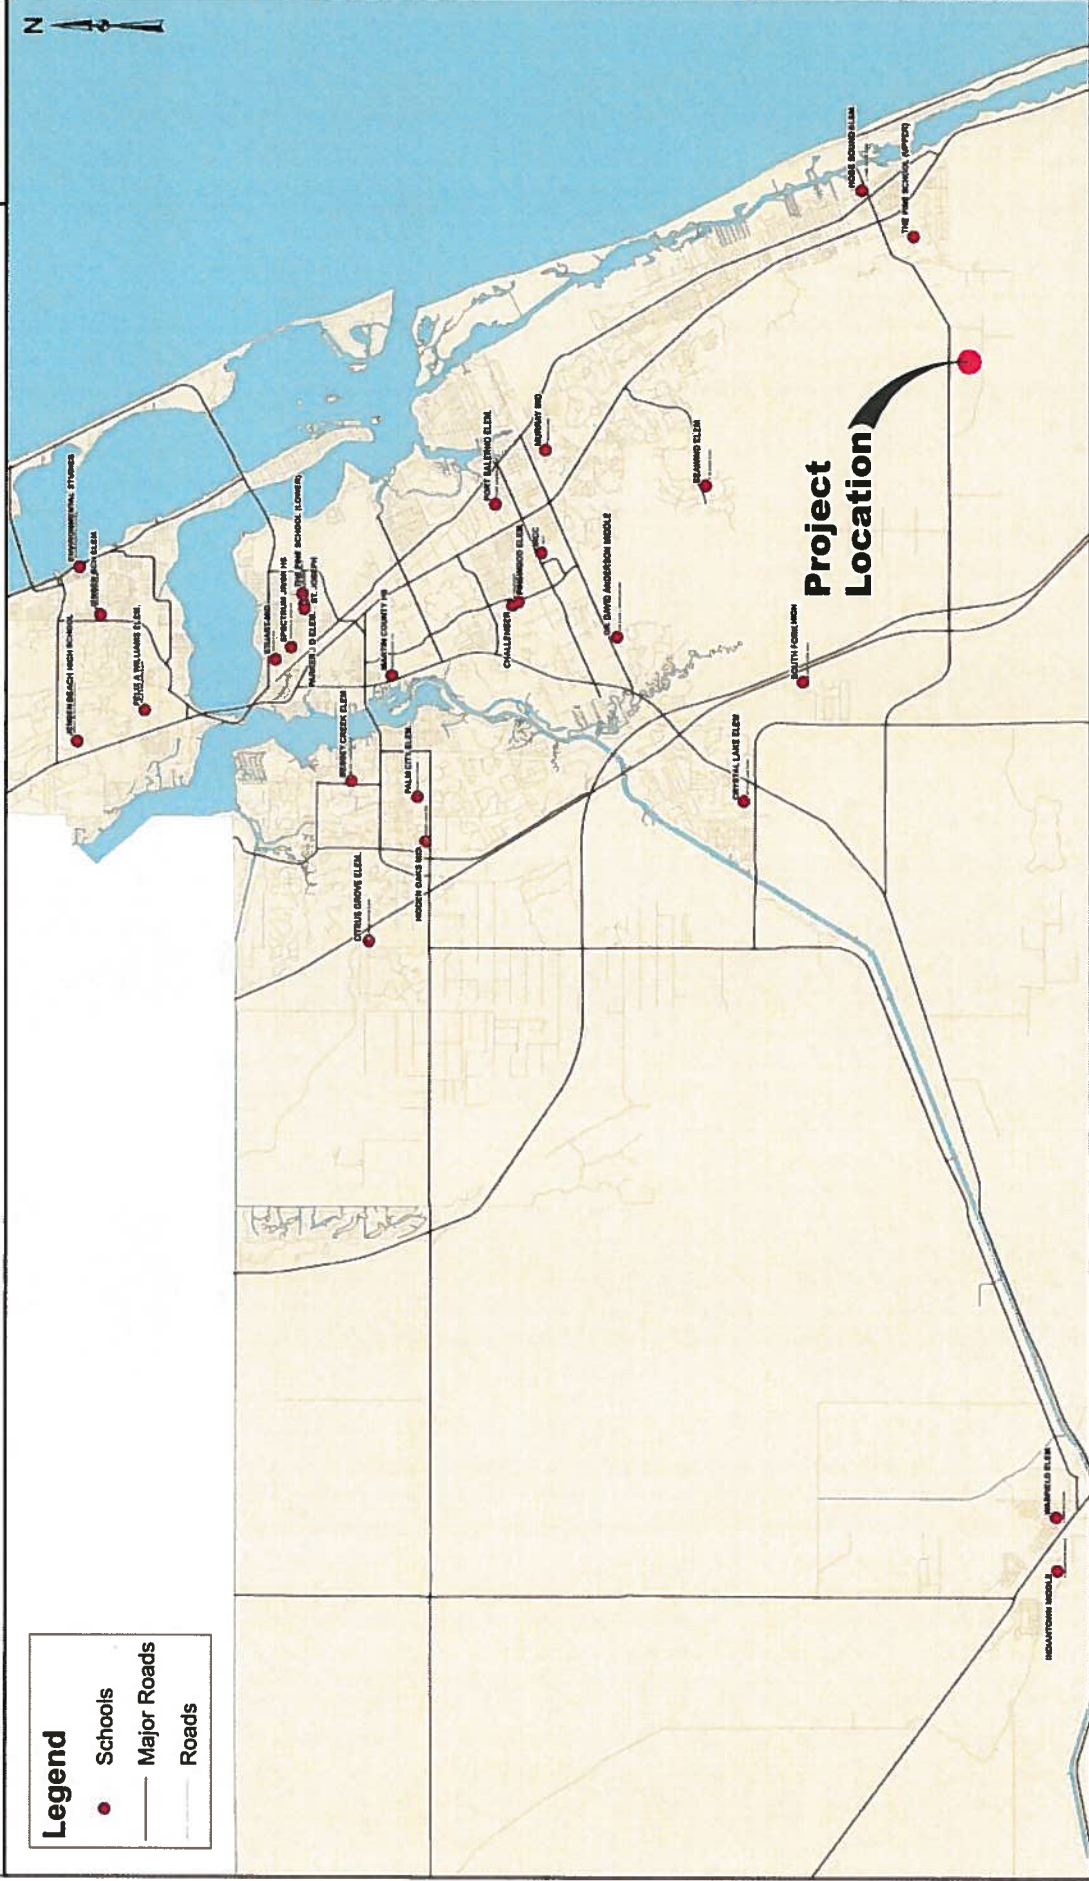 N
Legend
Schools
Major Roads
Roads
ENVIRONMENTAL STUDIES
JENSEN BCH ELEM
JENSEN BEACH HIGH SCHOOL
FELIX A WILLIAMS ELEM.
STUART MID
SPECTRUM JR/SR HS
THE PINE SCHOOL (LOWER)
ST. JOSEPH
PARKER J D ELEM.
MARTIN COUNTY HS
BESSEY CREEK ELEM
PALM CITY ELEM
HIDDEN OAKS MID
CITRUS GROVE ELEM.
PORT SALERNO ELEM.
MURRAY MID
PINEWOOD ELEM
CHALLENGER
DR. DAVID ANDERSON MIDDLE
SEAWIND ELEM
SOUTH FORK HIGH
CRYSTAL LAKE ELEM
HOBE SOUND ELEM
THE PINE SCHOOL (UPPER)
Project
Location
WARFIELD ELEM
INDIANTOWN MIDDLE